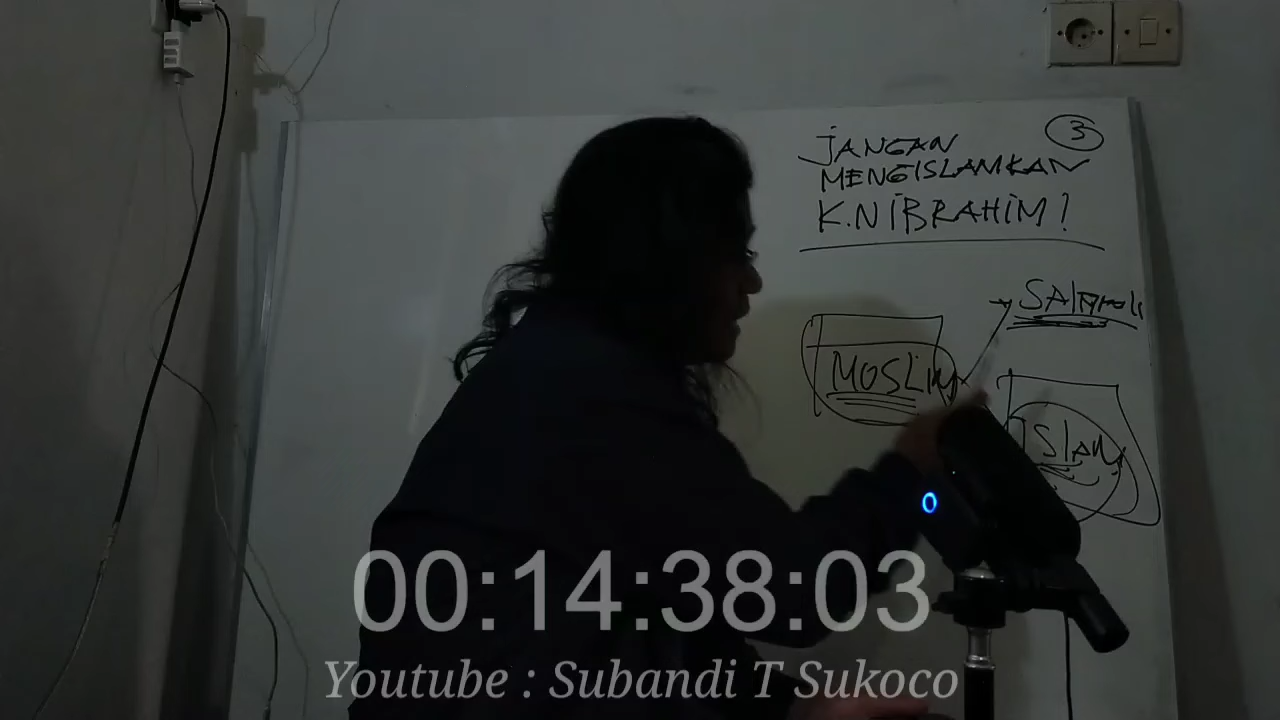 3
JANGAN
MENGISLAMKAN
K.N IBRAHIM!
MOSLIM
ISLAM
00:14:38:03
Youtube : Subandi T Sukoco